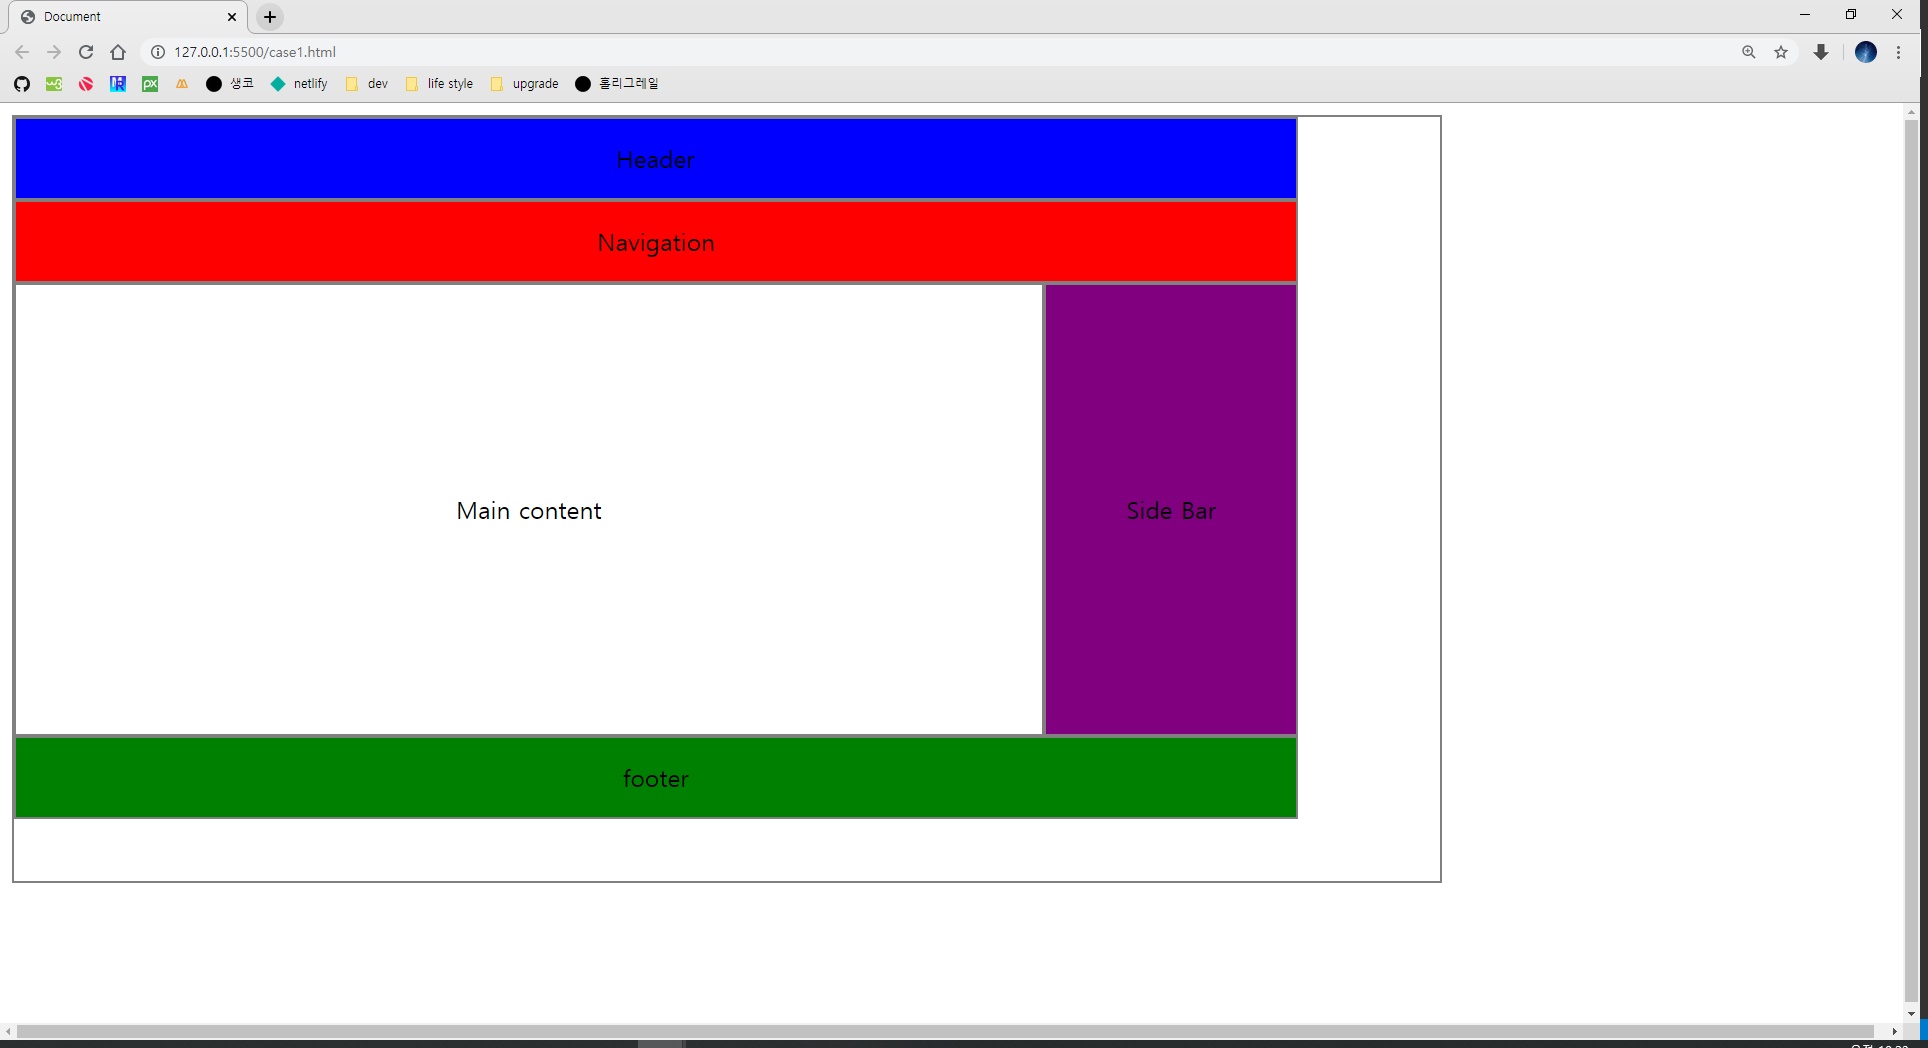 Document
127.0.0.1:5500/case1.html
생코 netlify dev life style upgrade 홀리그레일
Header
Navigation
Main content
Side Bar
footer